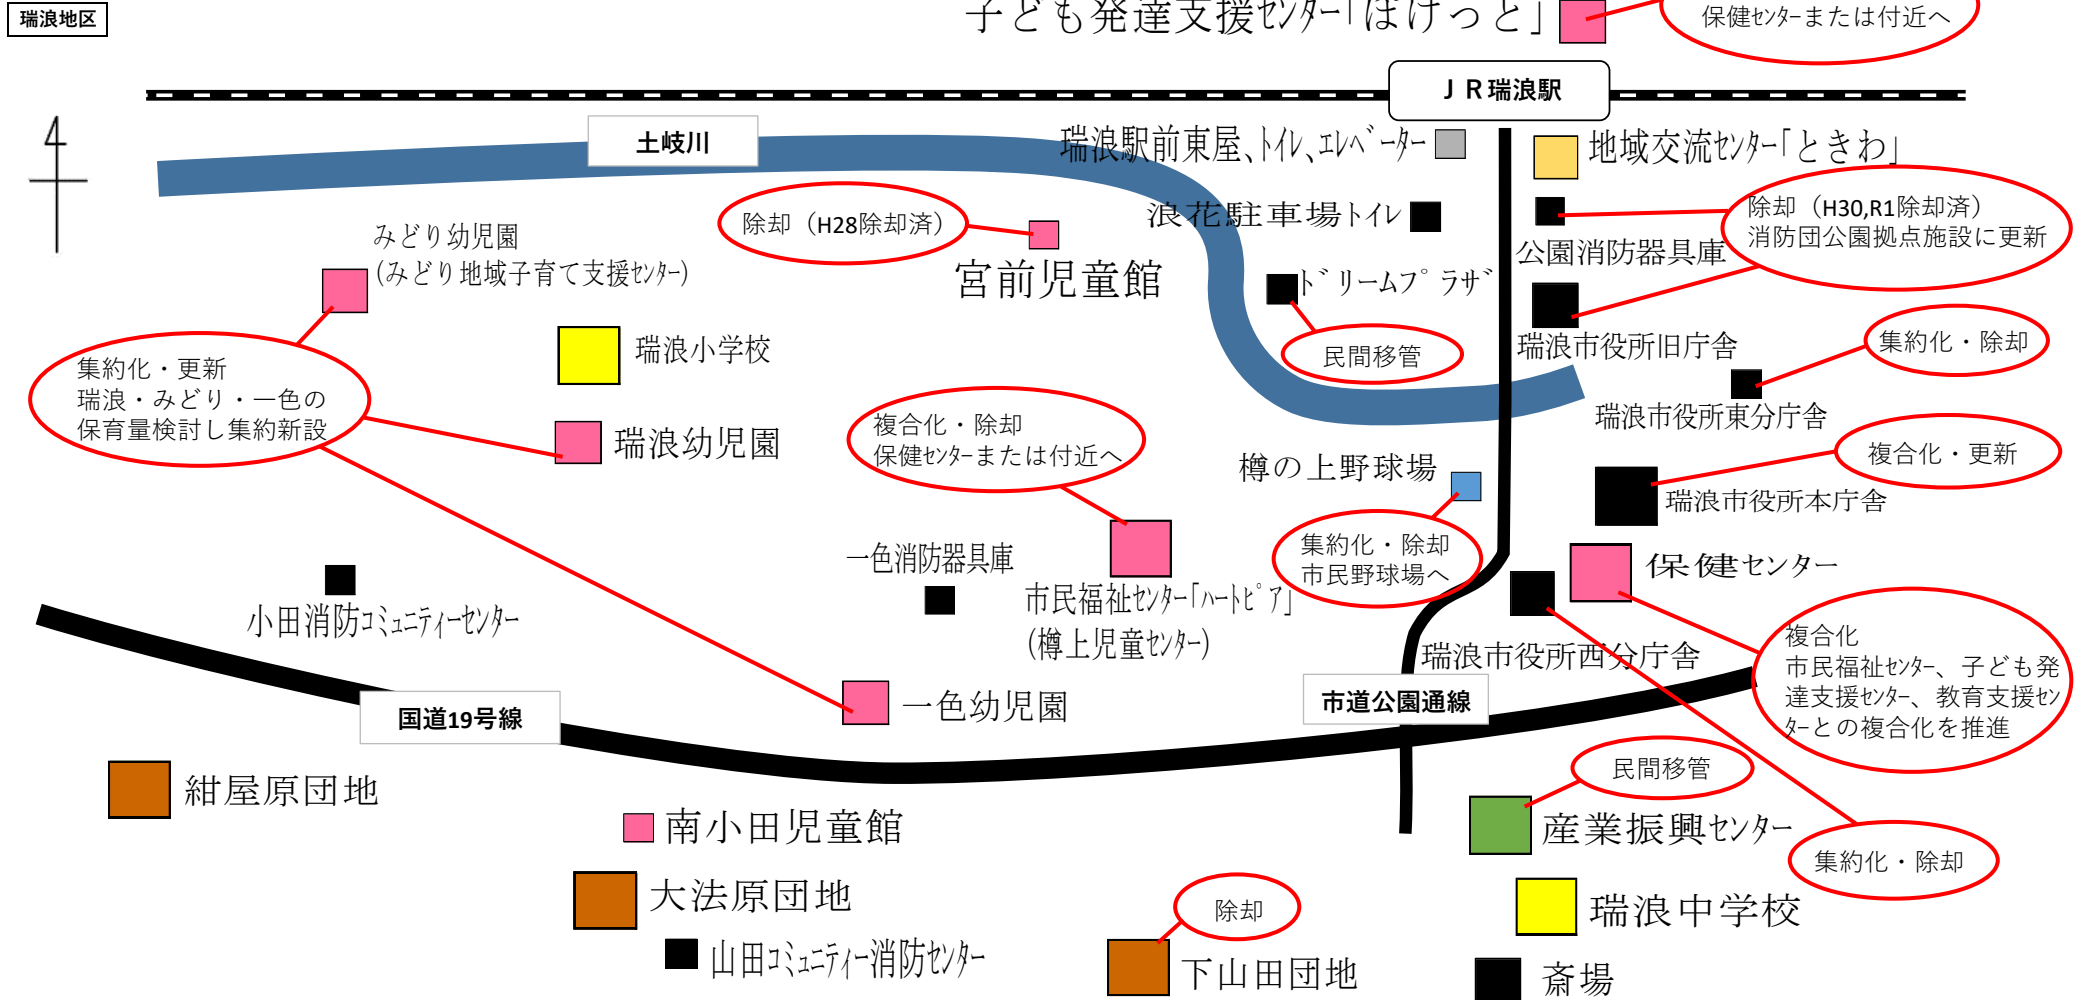 瑞浪地区
子ども発達支援センター「ぽけっと」
保健センターまたは付近へ
ＪＲ瑞浪駅
土岐川
瑞浪駅前東屋、トイレ、エレベーター
地域交流センター「ときわ」
除却（H28除却済）
浪花駐車場トイレ
除却（H30,R1除却済）
消防団公園拠点施設に更新
みどり幼児園
(みどり地域子育て支援センター)
宮前児童館
公園消防器具庫
ドリームプラザ
瑞浪小学校
民間移管
瑞浪市役所旧庁舎
集約化・除却
集約化・更新
瑞浪・みどり・一色の
保育量検討し集約新設
瑞浪市役所東分庁舎
瑞浪幼児園
複合化・除却
保健センターまたは付近へ
樽の上野球場
複合化・更新
瑞浪市役所本庁舎
集約化・除却
市民野球場へ
一色消防器具庫
保健センター
小田消防コミュニティーセンター
市民福祉センター「ハートピア」
(樽上児童センター)
瑞浪市役所西分庁舎
複合化
市民福祉センター、子ども発
達支援センター、教育支援セン
ターとの複合化を推進
国道19号線
一色幼児園
市道公園通線
民間移管
紺屋原団地
南小田児童館
産業振興センター
集約化・除却
大法原団地
除却
瑞浪中学校
山田コミュニティー消防センター
下山田団地
斎場